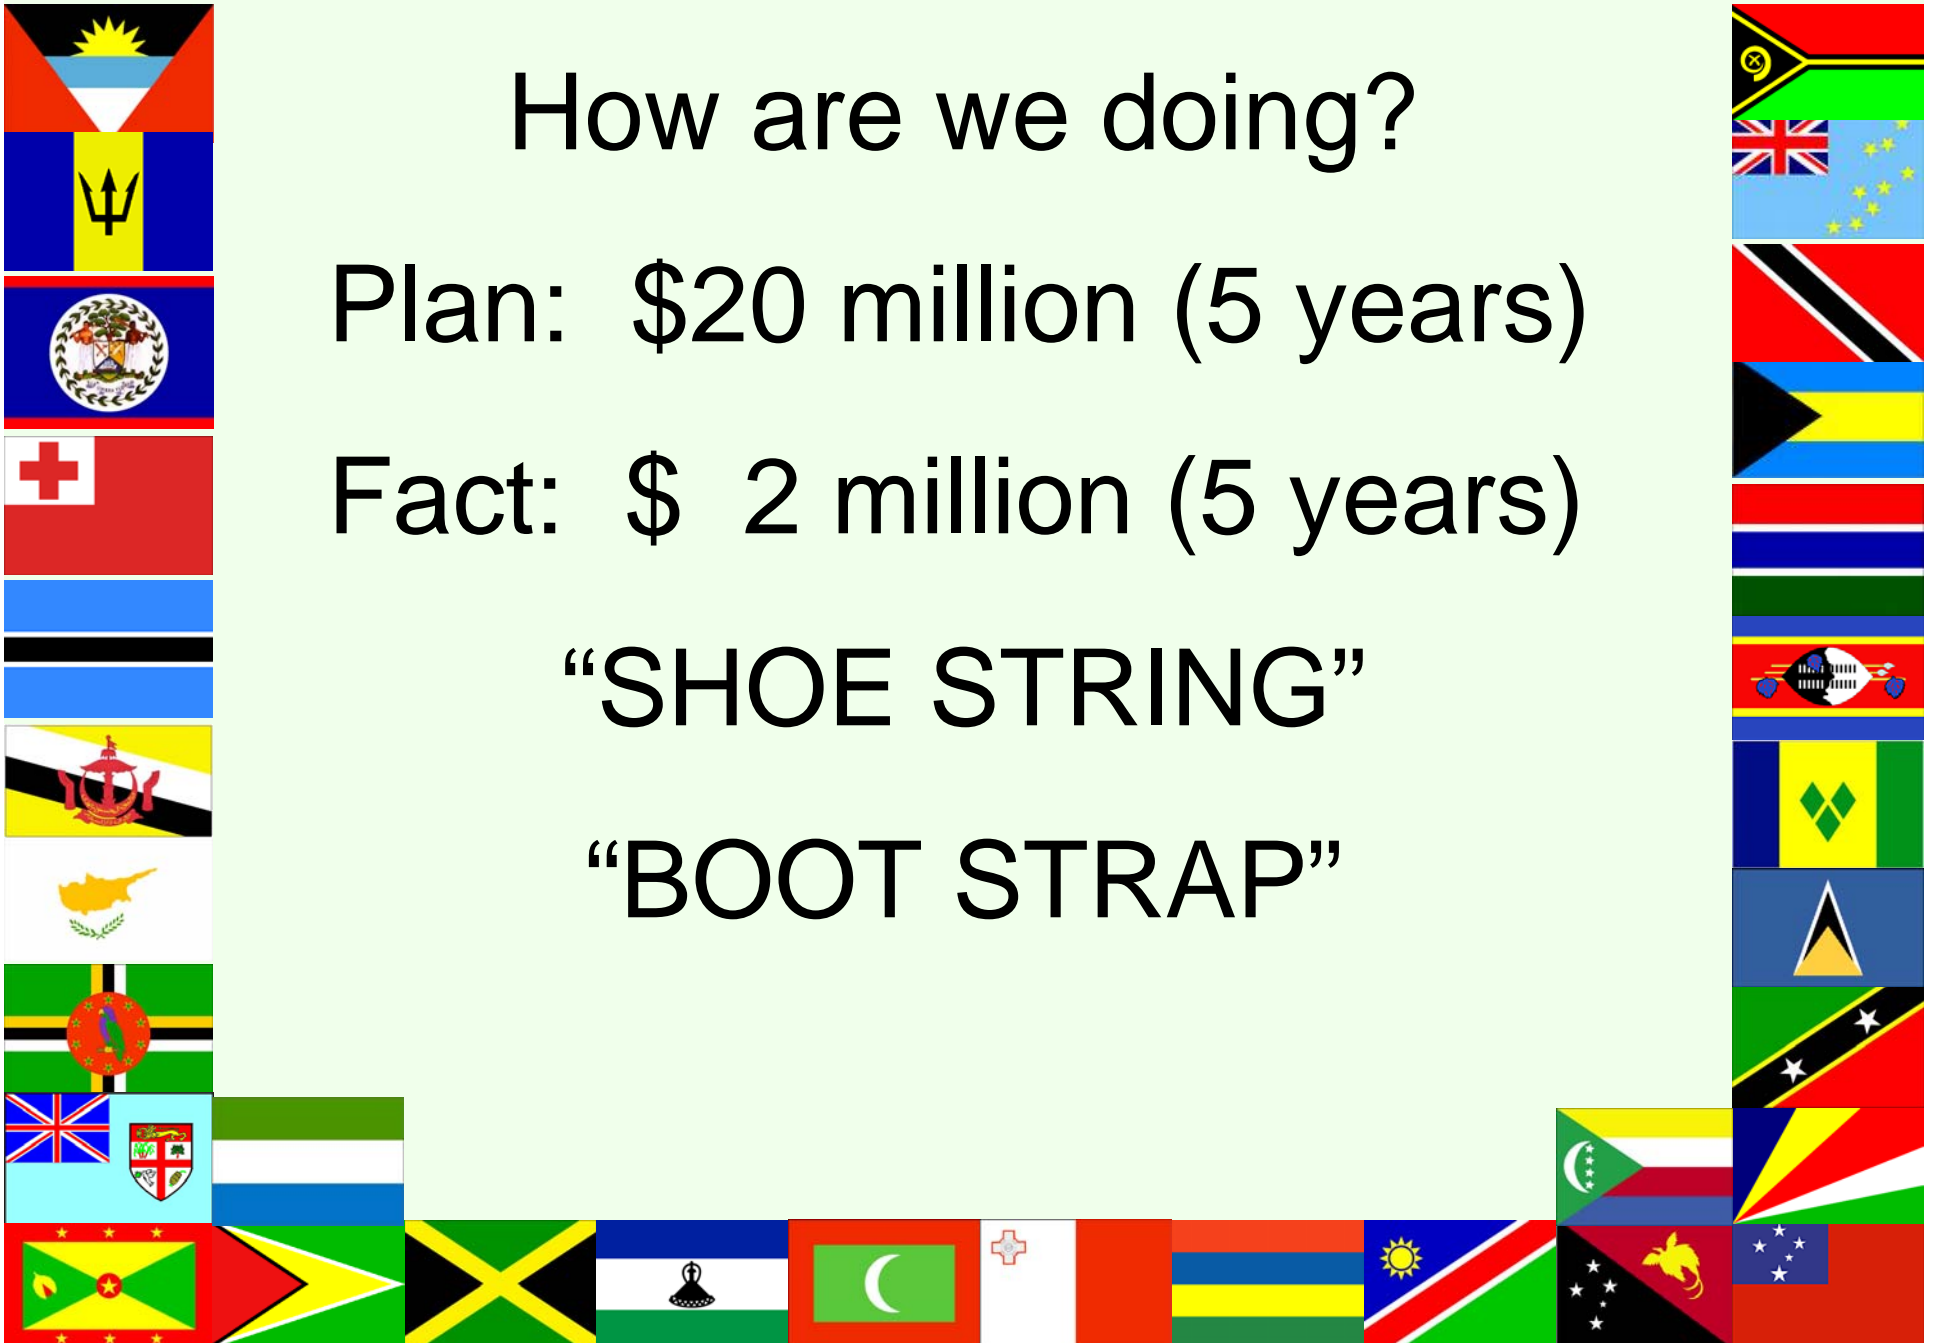 How are we doing?
Plan:  $20 million (5 years)
Fact:  $  2 million (5 years)
“SHOE STRING”
“BOOT STRAP”